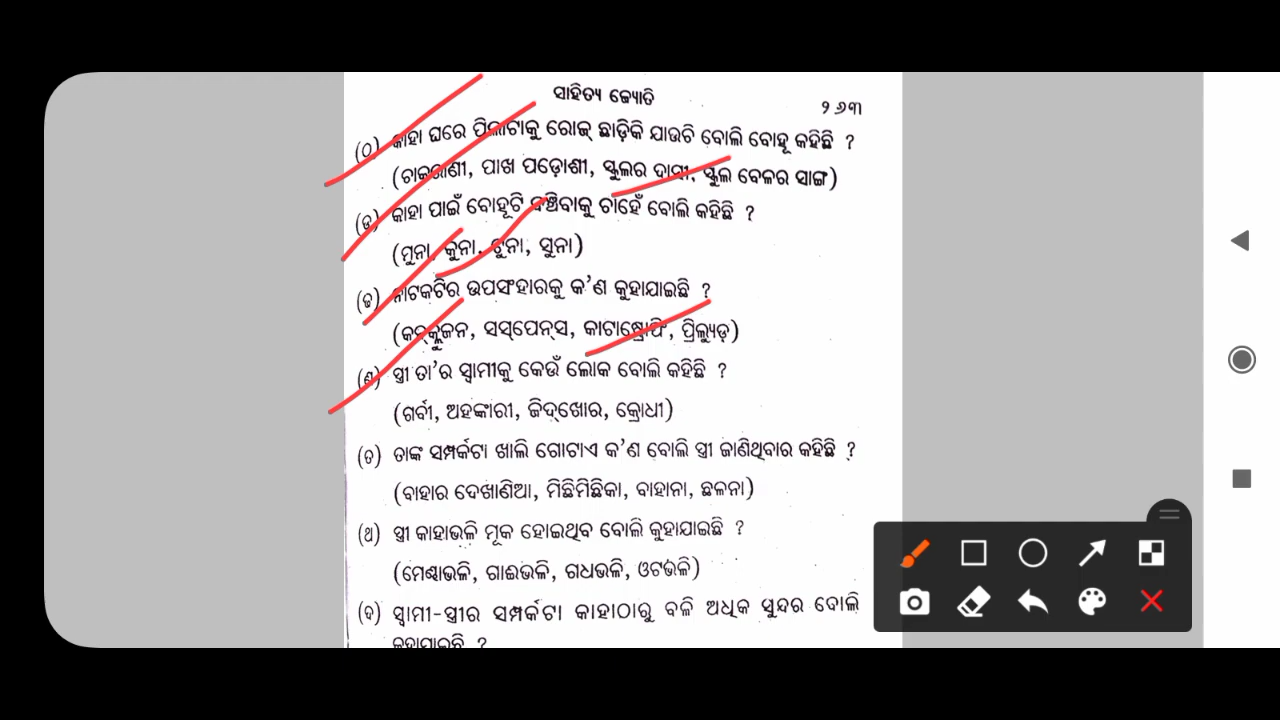 ସାହିତ୍ୟ ଜ୍ୟୋତି
୨୬୩
(ଠ) କାହା ଘରେ ପିଲାଟାକୁ ରୋଜ୍ ଛାଡ଼ିକି ଯାଉଚି ବୋଲି ବୋହୂ କହିଛି ?
(ଚାକରାଣୀ, ପାଖ ପଡ଼ୋଶୀ, ସ୍କୁଲର ଦାସୀ, ସ୍କୁଲ ବେଳର ସାଙ୍ଗ)
(ଡ) କାହା ପାଇଁ ବୋହୂଟି ବଞ୍ଚିବାକୁ ଚାହେଁ ବୋଲି କହିଛି ?
(ମୁନା, କୁନା, ଟୁନା, ସୁନା)
(ଢ) ନାଟକଟିର ଉପସଂହାରକୁ କ'ଣ କୁହାଯାଇଛି ?
(କନ୍‌କ୍ଲୁଜନ, ସସ୍‌ପେନ୍‌ସ, କାଟାଷ୍ଟ୍ରୋଫି, ପ୍ରିଲ୍ୟୁଡ଼)
(ଣ) ସ୍ତ୍ରୀ ତା'ର ସ୍ବାମୀକୁ କେଉଁ ଲୋକ ବୋଲି କହିଛି ?
(ଗର୍ବୀ, ଅହଙ୍କାରୀ, ଜିଦ୍‌ଖୋର, କ୍ରୋଧୀ)
(ତ) ତାଙ୍କ ସମ୍ପର୍କଟା ଖାଲି ଗୋଟାଏ କ'ଣ ବୋଲି ସ୍ତ୍ରୀ ଜାଣିଥିବାର କହିଛି ?
(ବାହାର ଦେଖାଣିଆ, ମିଛିମିଛିକା, ବାହାନା, ଛଳନା)
(ଥ) ସ୍ତ୍ରୀ କାହାଭଳି ମୂକ ହୋଇଥିବ ବୋଲି କୁହାଯାଇଛି ?
(ମେଣ୍ଢାଭଳି, ଗାଈଭଳି, ଗଧଭଳି, ଓଟଭଳି)
(ଦ) ସ୍ବାମୀ-ସ୍ତ୍ରୀର ସମ୍ପର୍କଟା କାହାଠାରୁ ବଳି ଅଧିକ ସୁନ୍ଦର ବୋଲି
କୁହାଯାଇଛି ?